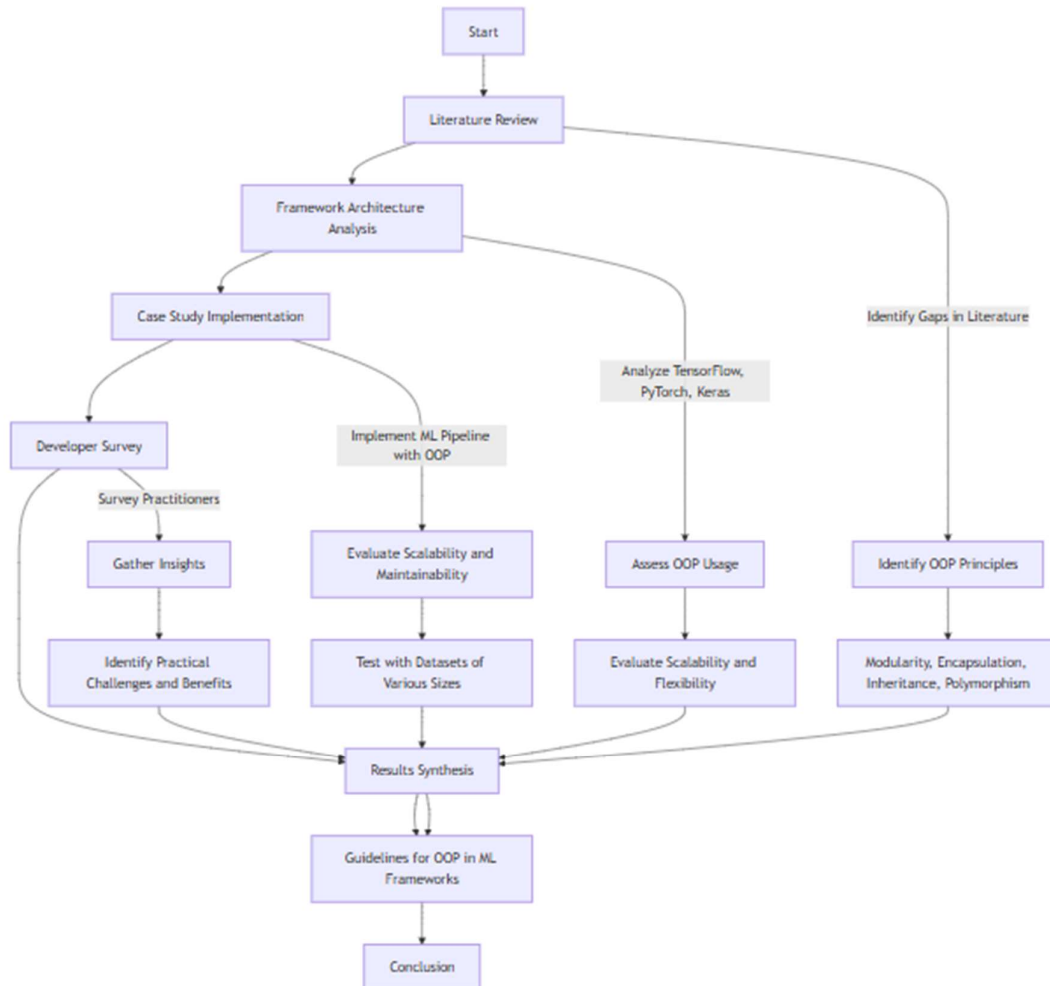 Start
Literature Review
Framework Architecture
Analysis
Case Study Implementation
Identify Gaps in Literature
Analyze TensorFlow,
PyTorch, Keras
Developer Survey
Implement ML Pipeline
with OOP
Survey Practitioners
Gather Insights
Evaluate Scalability and
Maintainability
Assess OOP Usage
Identify OOP Principles
Identify Practical
Challenges and Benefits
Test with Datasets of
Various Sizes
Evaluate Scalability and
Flexibility
Modularity, Encapsulation,
Inheritance, Polymorphism
Results Synthesis
Guidelines for OOP in ML
Frameworks
Conclusion